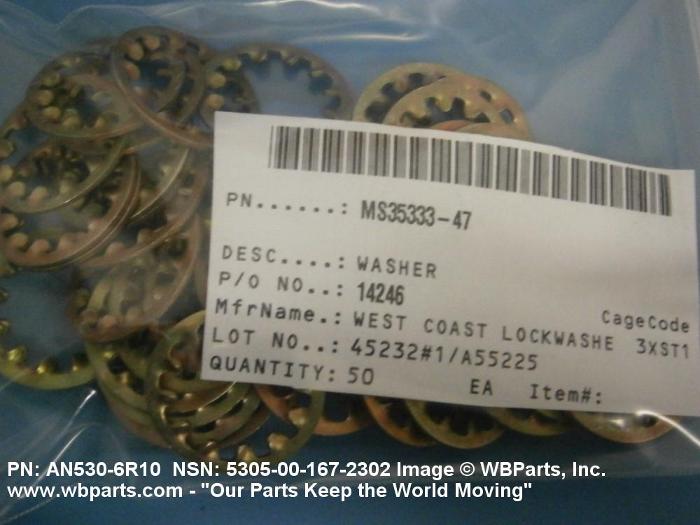 PN......: MS35333-47
DESC....: WASHER
P/O NO..: 14246
CageCode
MfrName.: WEST COAST LOCKWASHE 3XST1
LOT NO..: 45232#1/A55225
QUANTITY: 50 EA Item#:
PN: AN530-6R10 NSN: 5305-00-167-2302 Image © WBParts, Inc.
www.wbparts.com - "Our Parts Keep the World Moving"